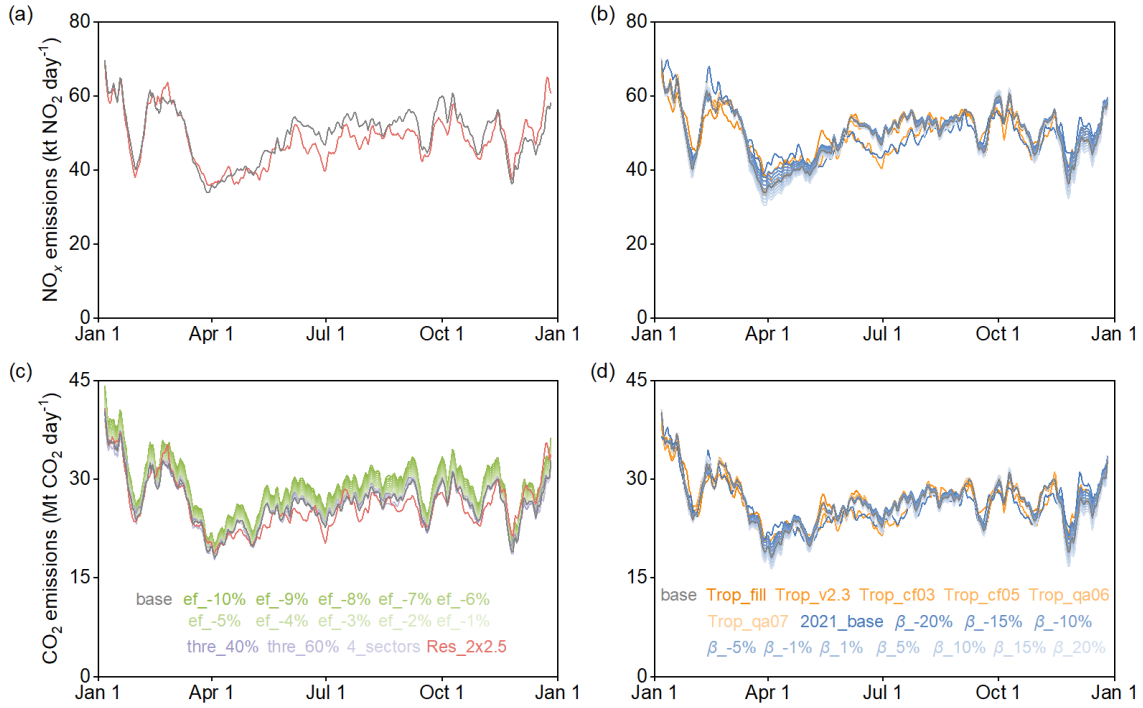 (a)
(b)
80
60
40
20
0
NOx emissions (kt NO2 day-1)
Jan 1 Apr 1 Jul 1 Oct 1 Jan 1
80
60
40
20
0
Jan 1 Apr 1 Jul 1 Oct 1 Jan 1
(c)
(d)
45
30
15
0
CO2 emissions (Mt CO2 day-1)
base ef_-10% ef_-9% ef_-8% ef_-7% ef_-6%
ef_-5% ef_-4% ef_-3% ef_-2% ef_-1%
thre_40% thre_60% 4_sectors Res_2x2.5
Jan 1 Apr 1 Jul 1 Oct 1 Jan 1
45
30
15
0
base Trop_fill Trop_v2.3 Trop_cf03 Trop_cf05 Trop_qa06
Trop_qa07 2021_base β_-20% β_-15% β_-10%
β_-5% β_-1% β_1% β_5% β_10% β_15% β_20%
Jan 1 Apr 1 Jul 1 Oct 1 Jan 1